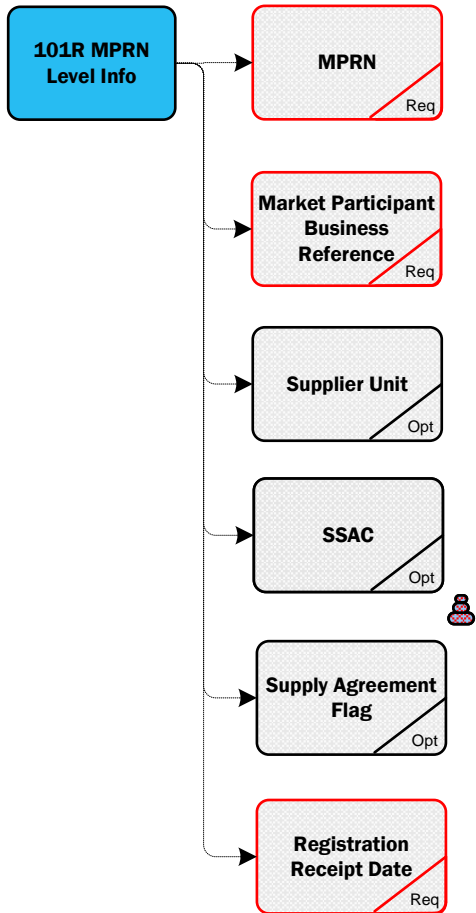 101R MPRN
Level Info
MPRN
Req
Market Participant
Business
Reference
Req
Supplier Unit
Opt
SSAC
Opt
Supply Agreement
Flag
Opt
Registration
Receipt Date
Req